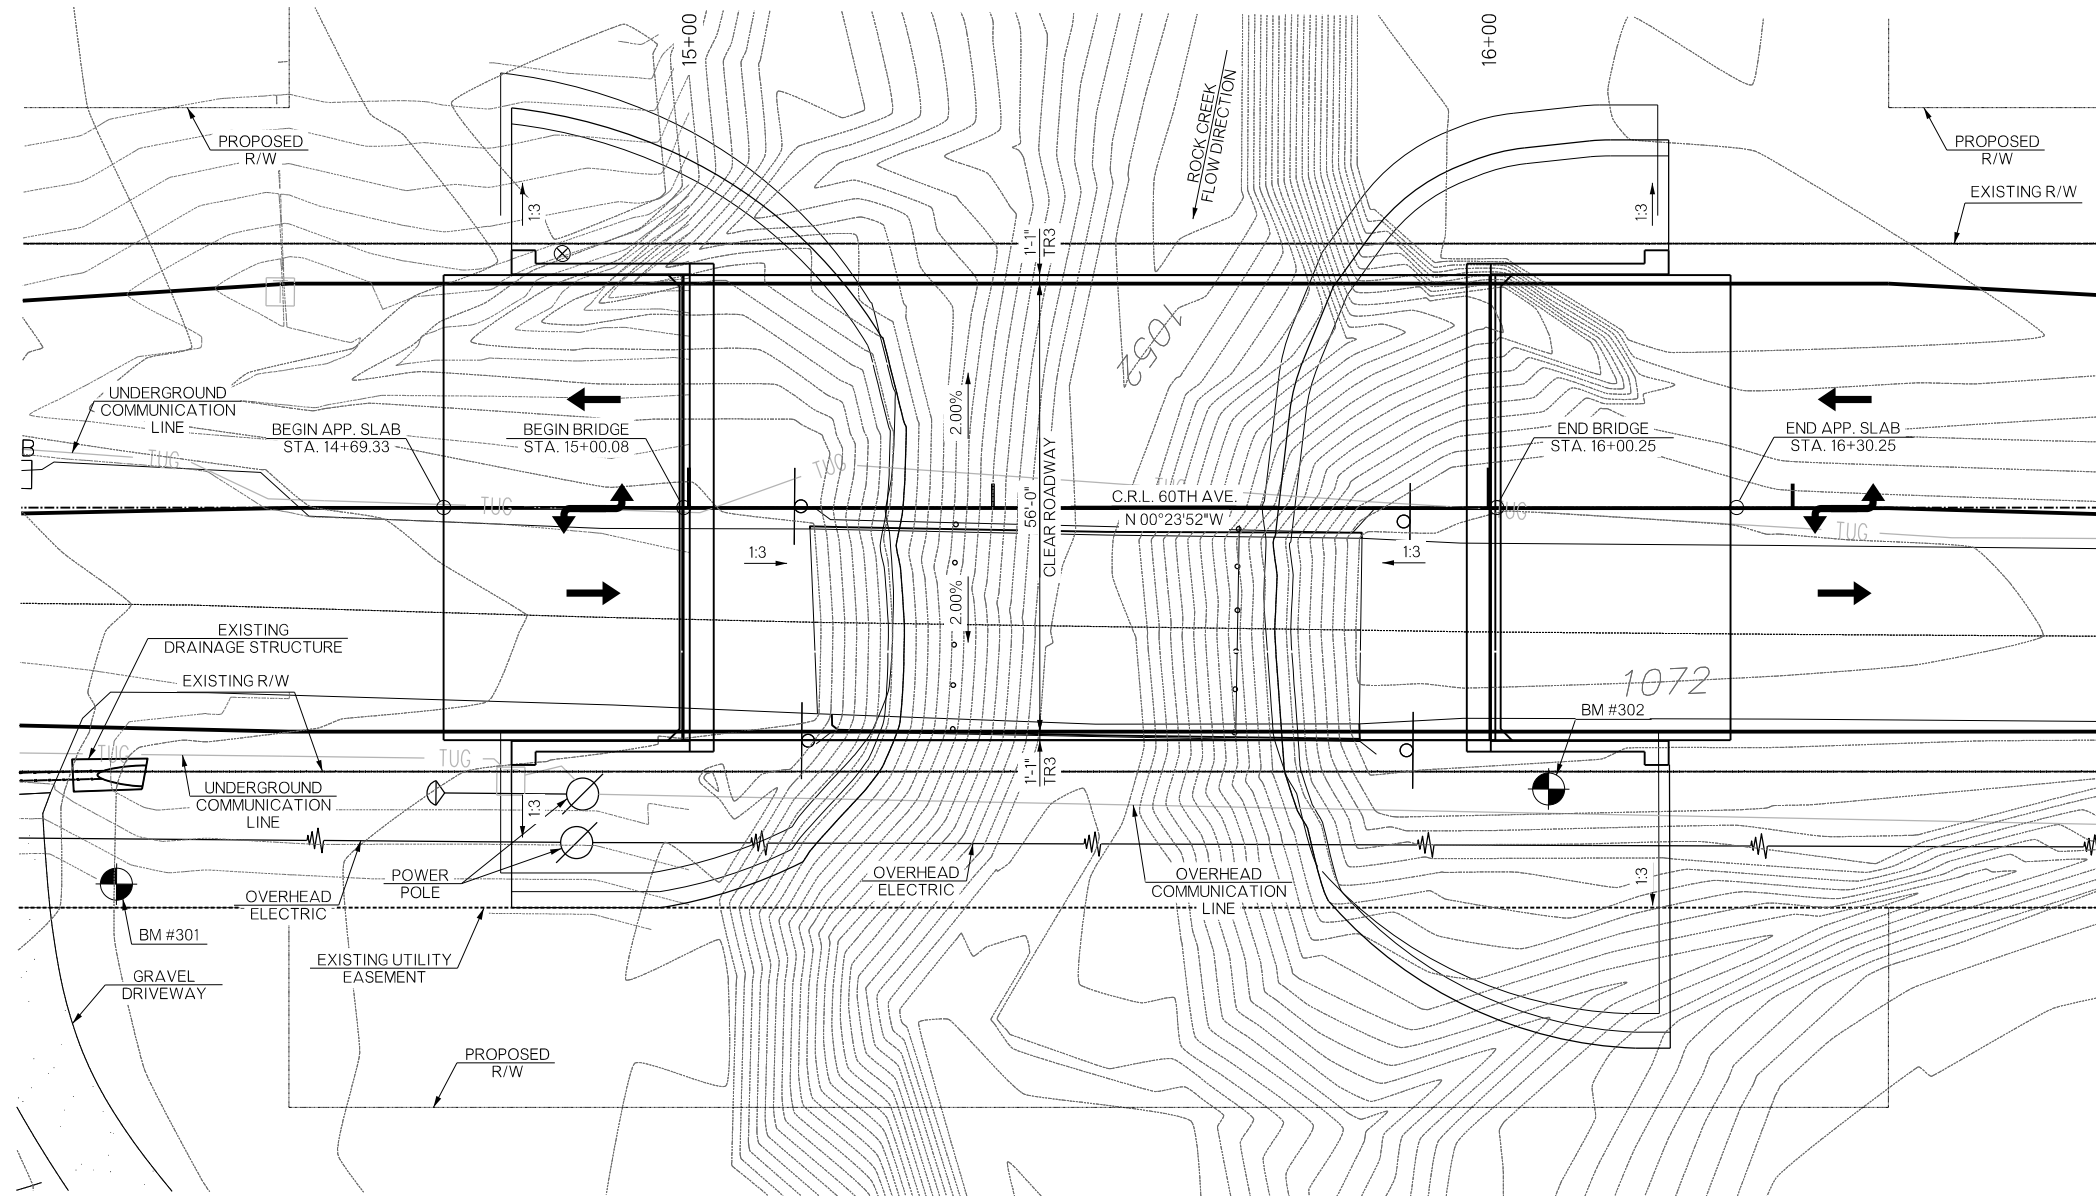 15+00
16+00
PROPOSED
R/W
ROCK CREEK
FLOW DIRECTION
PROPOSED
R/W
EXISTING R/W
1:3
1:3
1'-1"
TR3
1052
UNDERGROUND
COMMUNICATION
LINE
BEGIN APP. SLAB
STA. 14+69.33
BEGIN BRIDGE
STA. 15+00.08
2.00%
END BRIDGE
STA. 16+00.25
END APP. SLAB
STA. 16+30.25
B
TUG
TUG
TUG
TUG
TUG
TUG
C.R.L. 60TH AVE.
N 00°23'52"W
56'-0"
CLEAR ROADWAY
1:3
1:3
2.00%
EXISTING
DRAINAGE STRUCTURE
EXISTING R/W
1072
BM #302
TUG
TUG
1'-1"
TR3
UNDERGROUND
COMMUNICATION
LINE
1:3
POWER
POLE
OVERHEAD
ELECTRIC
OVERHEAD
COMMUNICATION
LINE
1:3
OVERHEAD
ELECTRIC
BM #301
EXISTING UTILITY
EASEMENT
GRAVEL
DRIVEWAY
PROPOSED
R/W